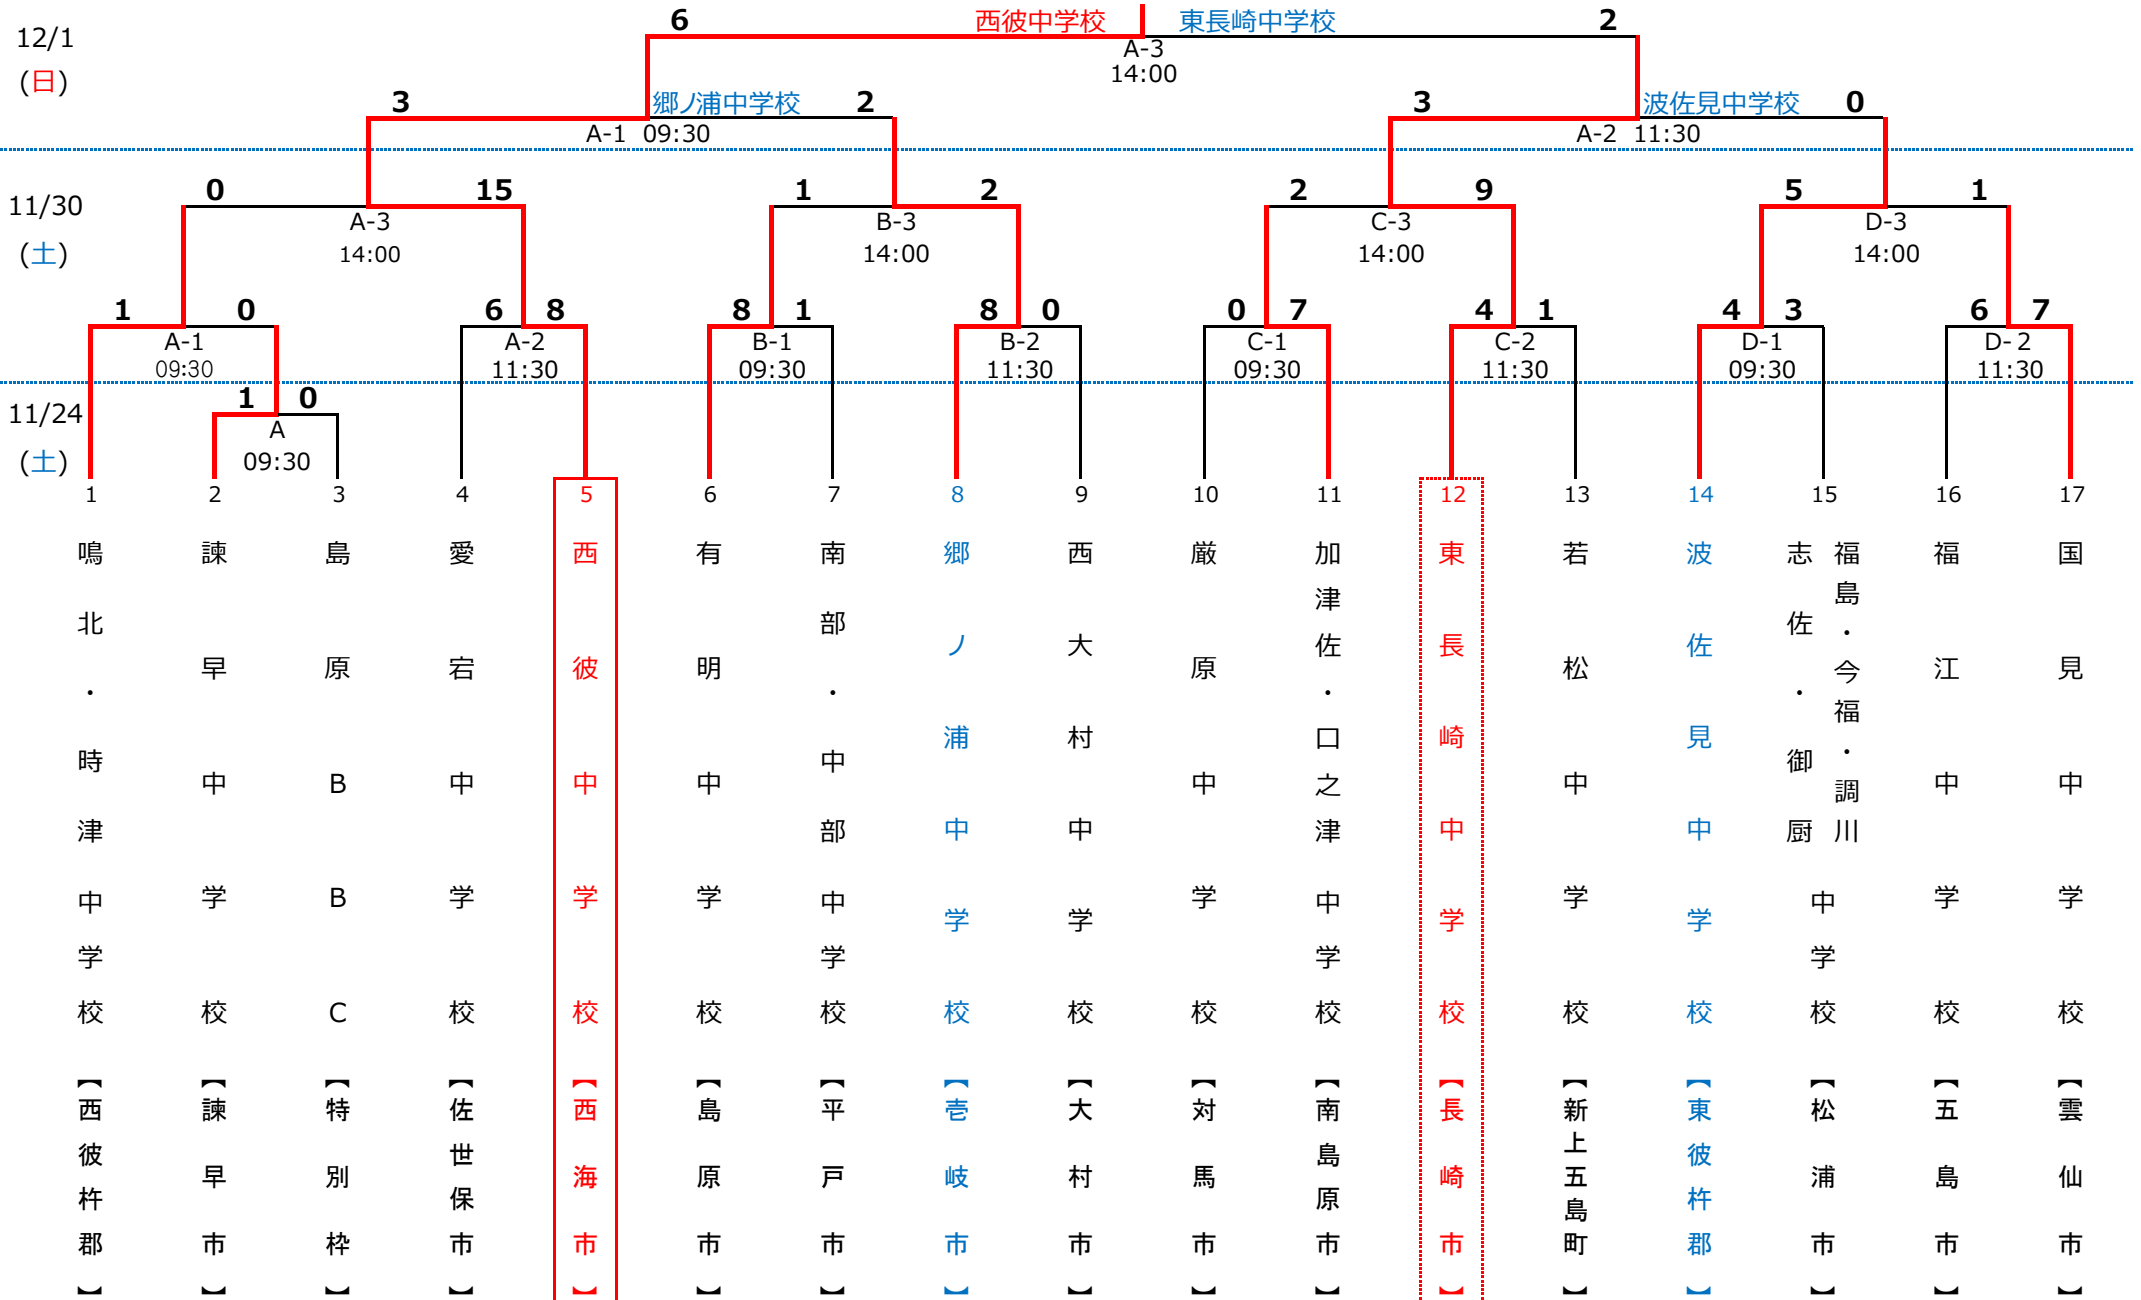 6 西彼中学校 東長崎中学校 2
12/1
(日)
A-3
14:00
3 郷ノ浦中学校 2 3 波佐見中学校 0
A-1 09:30 A-2 11:30
11/30
(土)
0 15 1 2 2 9 5 1
A-3 B-3 C-3 D-3
14:00 14:00 14:00 14:00
1 0 6 8 8 1 8 0 0 7 4 1 4 3 6 7
A-1 A-2 B-1 B-2 C-1 C-2 D-1 D-2
09:30 11:30 09:30 11:30 09:30 11:30 09:30 11:30
11/24
(土)
1 0
A
09:30
1 2 3 4 5 6 7 8 9 10 11 12 13 14 15 16 17
鳴北・時津中学校【西彼杵郡】
諫早中学校【諫早市】
島原BBC【特別枠】
愛宕中学校【佐世保市】
西彼中学校【西海市】
有明中学校【島原市】
南部・中部中学校【平戸市】
郷ノ浦中学校【壱岐市】
西大村中学校【大村市】
厳原中学校【対馬市】
加津佐・口之津中学校【南島原市】
東長崎中学校【長崎市】
若松中学校【新上五島町】
波佐見中学校【東彼杵郡】
福島・今福・調川
志佐・御厨
中学校【松浦市】
福江中学校【五島市】
国見中学校【雲仙市】